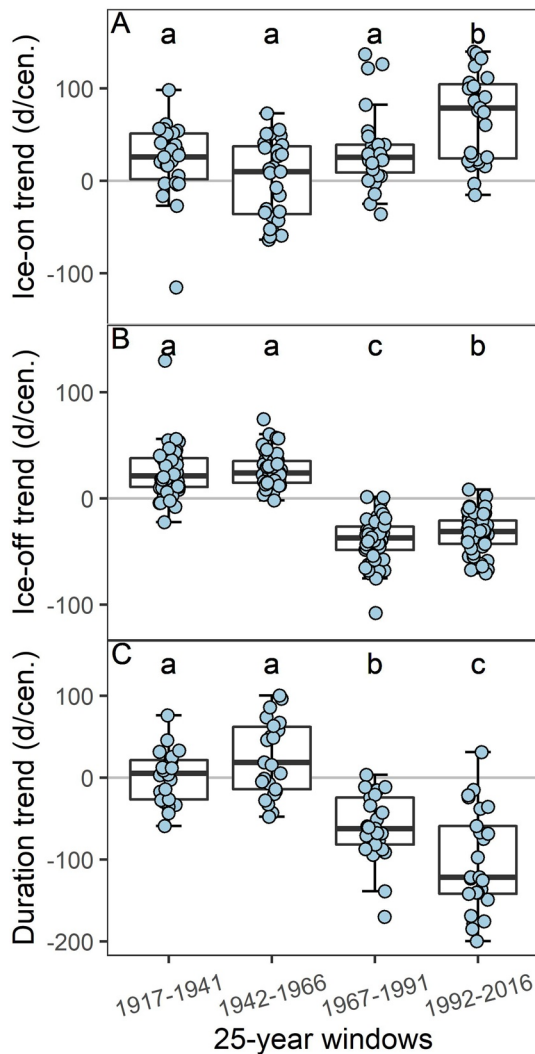 A a a a b
Ice-on trend (d/cen.)
100
0
-100
B a a c b
Ice-off trend (d/cen.)
100
0
-100
C a a b c
Duration trend (d/cen.)
100
0
-100
-200
1917-1941 1942-1966 1967-1991 1992-2016
25-year windows